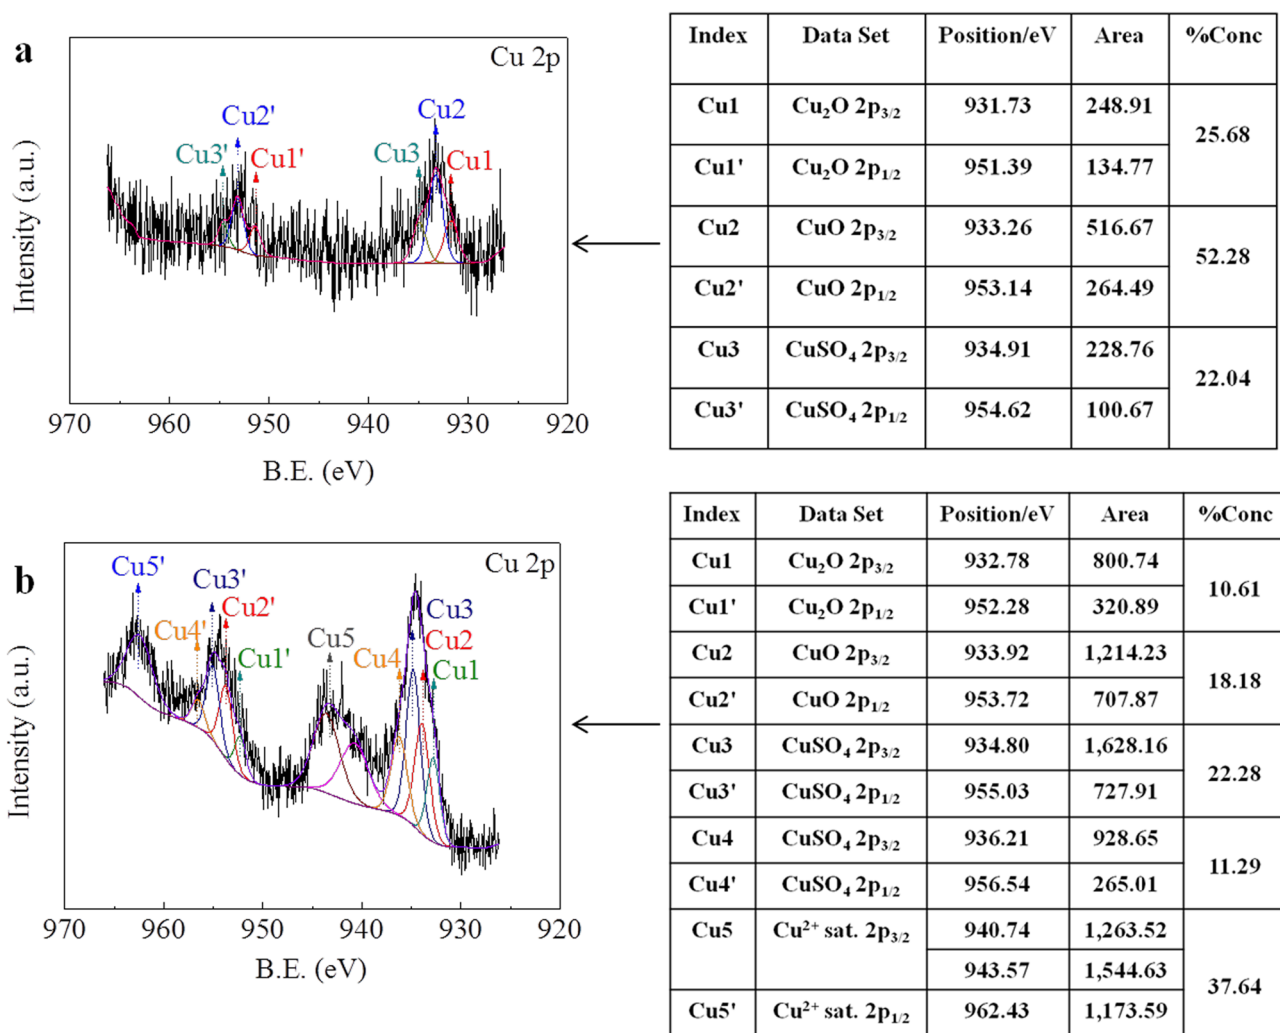 a
Cu 2p
Cu2'
Cu2
Cu3'
Cu1'
Cu3
Cu1
Intensity (a.u.)
970 960 950 940 930 920
B.E. (eV)
Index Data Set Position/eV Area %Conc
Cu1 Cu₂O 2p₃/₂ 931.73 248.91 25.68
Cu1' Cu₂O 2p₁/₂ 951.39 134.77
Cu2 CuO 2p₃/₂ 933.26 516.67 52.28
Cu2' CuO 2p₁/₂ 953.14 264.49
Cu3 CuSO₄ 2p₃/₂ 934.91 228.76 22.04
Cu3' CuSO₄ 2p₁/₂ 954.62 100.67
b
Cu 2p
Cu5'
Cu3'
Cu2'
Cu4'
Cu1'
Cu5
Cu4
Cu3
Cu2
Cu1
Intensity (a.u.)
970 960 950 940 930 920
B.E. (eV)
Index Data Set Position/eV Area %Conc
Cu1 Cu₂O 2p₃/₂ 932.78 800.74 10.61
Cu1' Cu₂O 2p₁/₂ 952.28 320.89
Cu2 CuO 2p₃/₂ 933.92 1,214.23 18.18
Cu2' CuO 2p₁/₂ 953.72 707.87
Cu3 CuSO₄ 2p₃/₂ 934.80 1,628.16 22.28
Cu3' CuSO₄ 2p₁/₂ 955.03 727.91
Cu4 CuSO₄ 2p₃/₂ 936.21 928.65 11.29
Cu4' CuSO₄ 2p₁/₂ 956.54 265.01
Cu5 Cu²⁺ sat. 2p₃/₂ 940.74 1,263.52 37.64
943.57 1,544.63
Cu5' Cu²⁺ sat. 2p₁/₂ 962.43 1,173.59